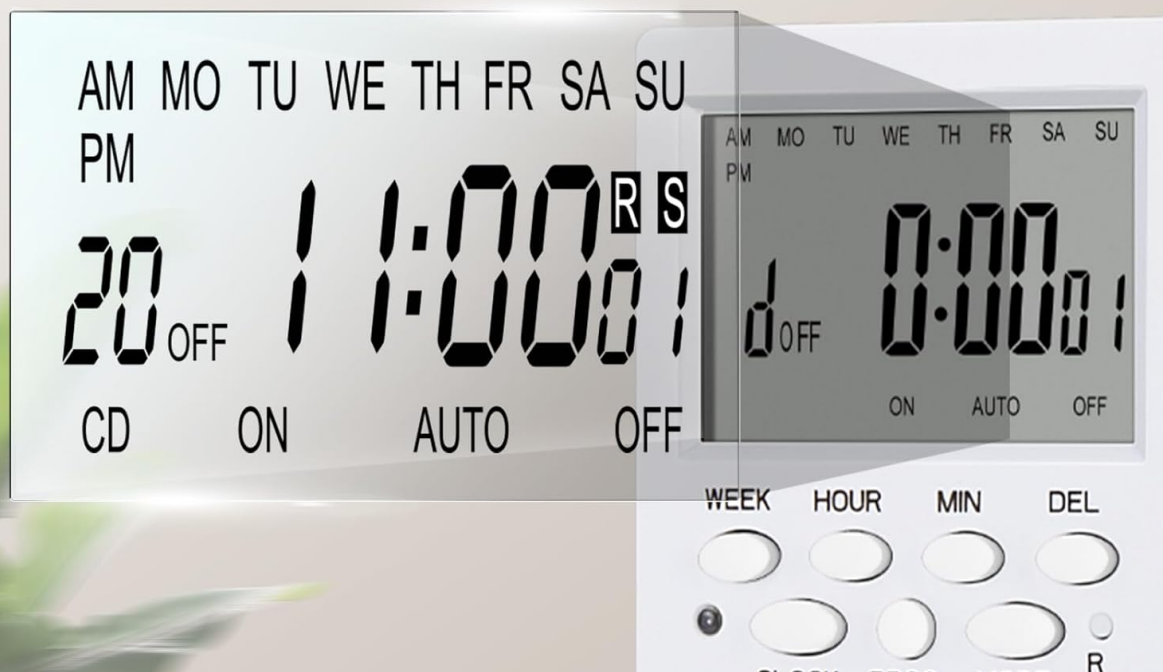 AM MO TU WE TH FR SA SU
PM
11:00 R S
20 OFF 01
CD ON AUTO OFF
AM MO TU WE TH FR SA SU
PM
0:00
d OFF 01
ON AUTO OFF
WEEK HOUR MIN DEL
R